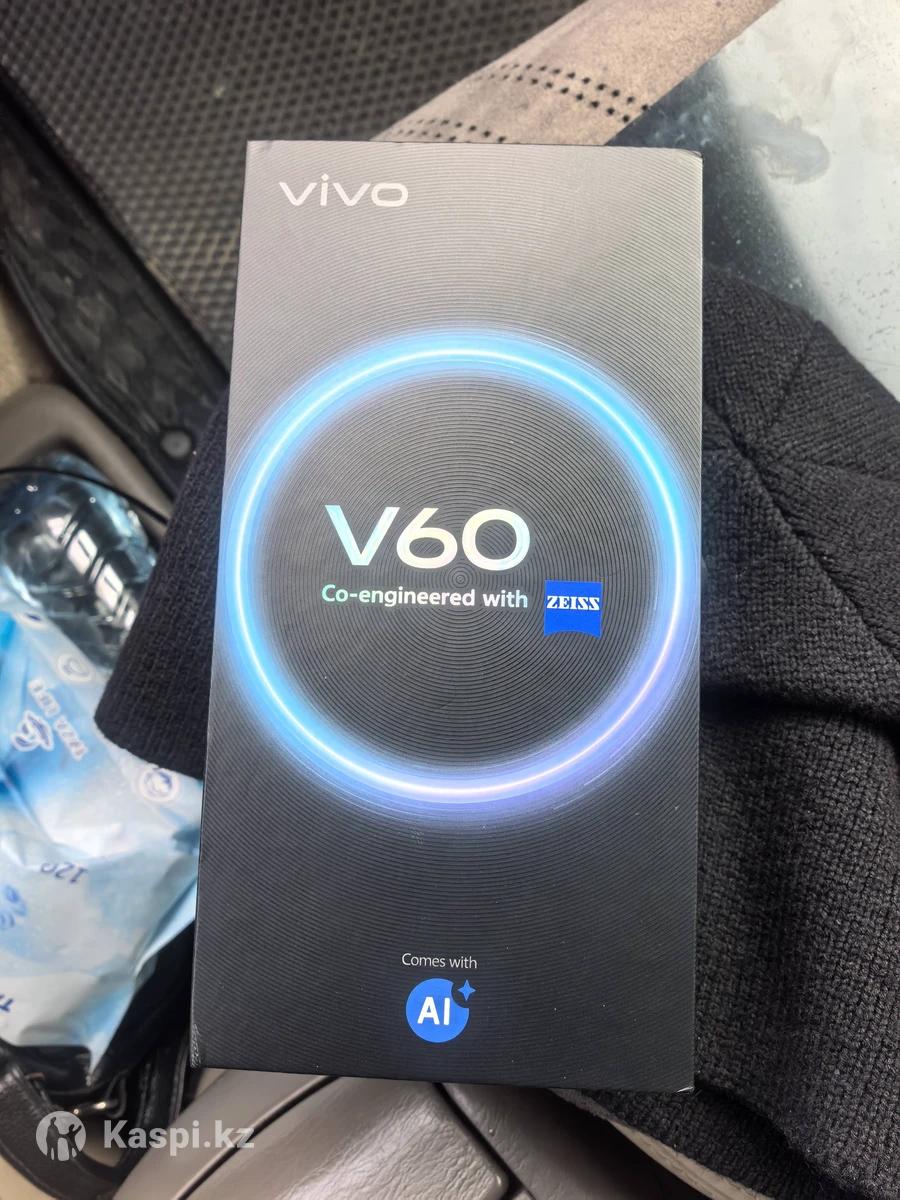 vivo
V60
Co-engineered with ZEISS
Comes with
AI
Kaspi.kz